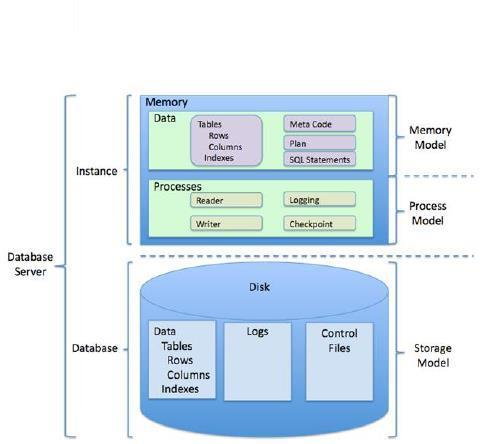 Memory
Data
Tables
Rows
Columns
Indexes
Meta Code
Plan
SQL Statements
Memory
Model
Instance
Processes
Reader
Logging
Writer
Checkpoint
Process
Model
Database
Server
Disk
Database
Data
Tables
Rows
Columns
Indexes
Logs
Control
Files
Storage
Model